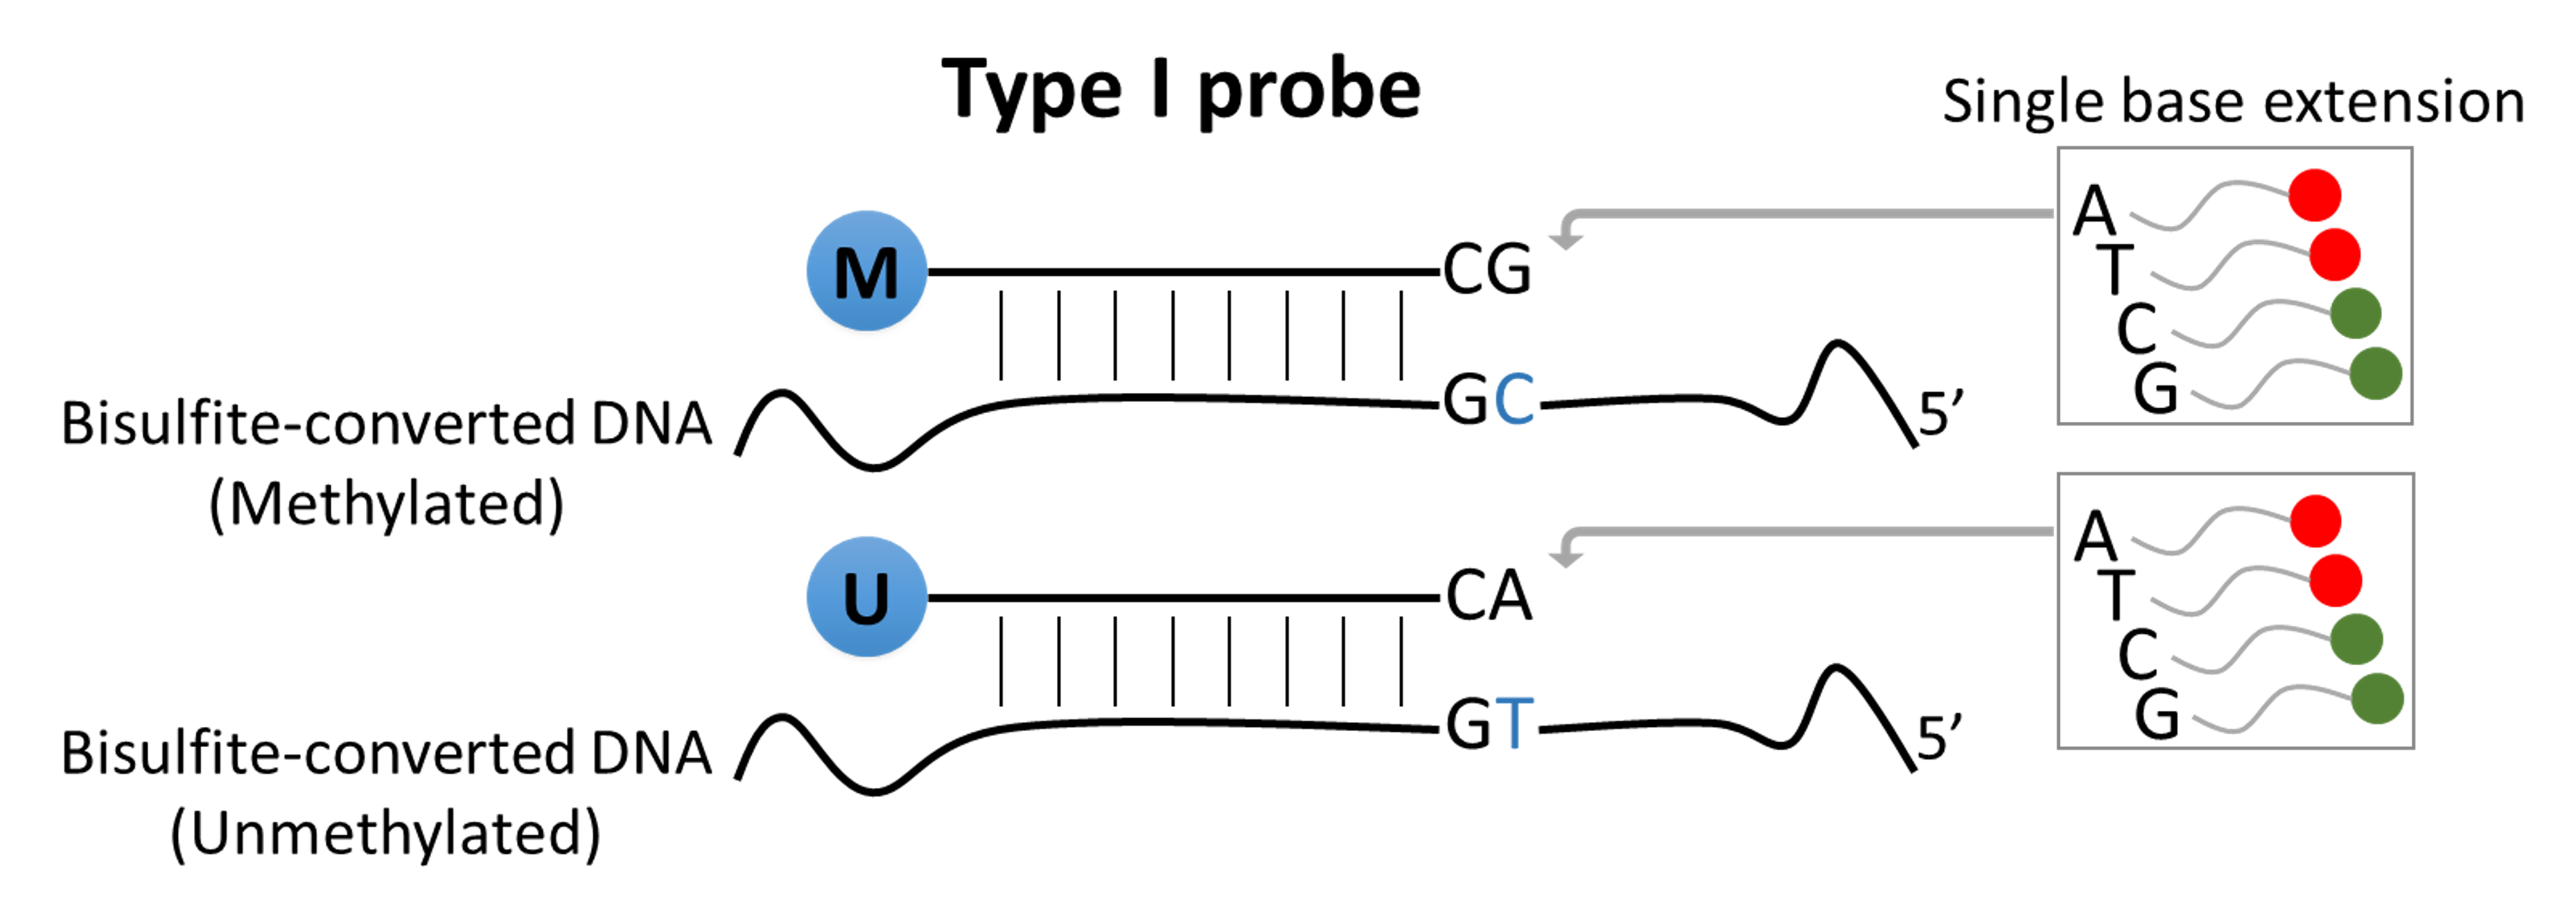 Type I probe
Single base extension
M
CG
A
T
C
G
Bisulfite-converted DNA
(Methylated)
GC
5’
U
CA
A
T
C
G
Bisulfite-converted DNA
(Unmethylated)
GT
5’